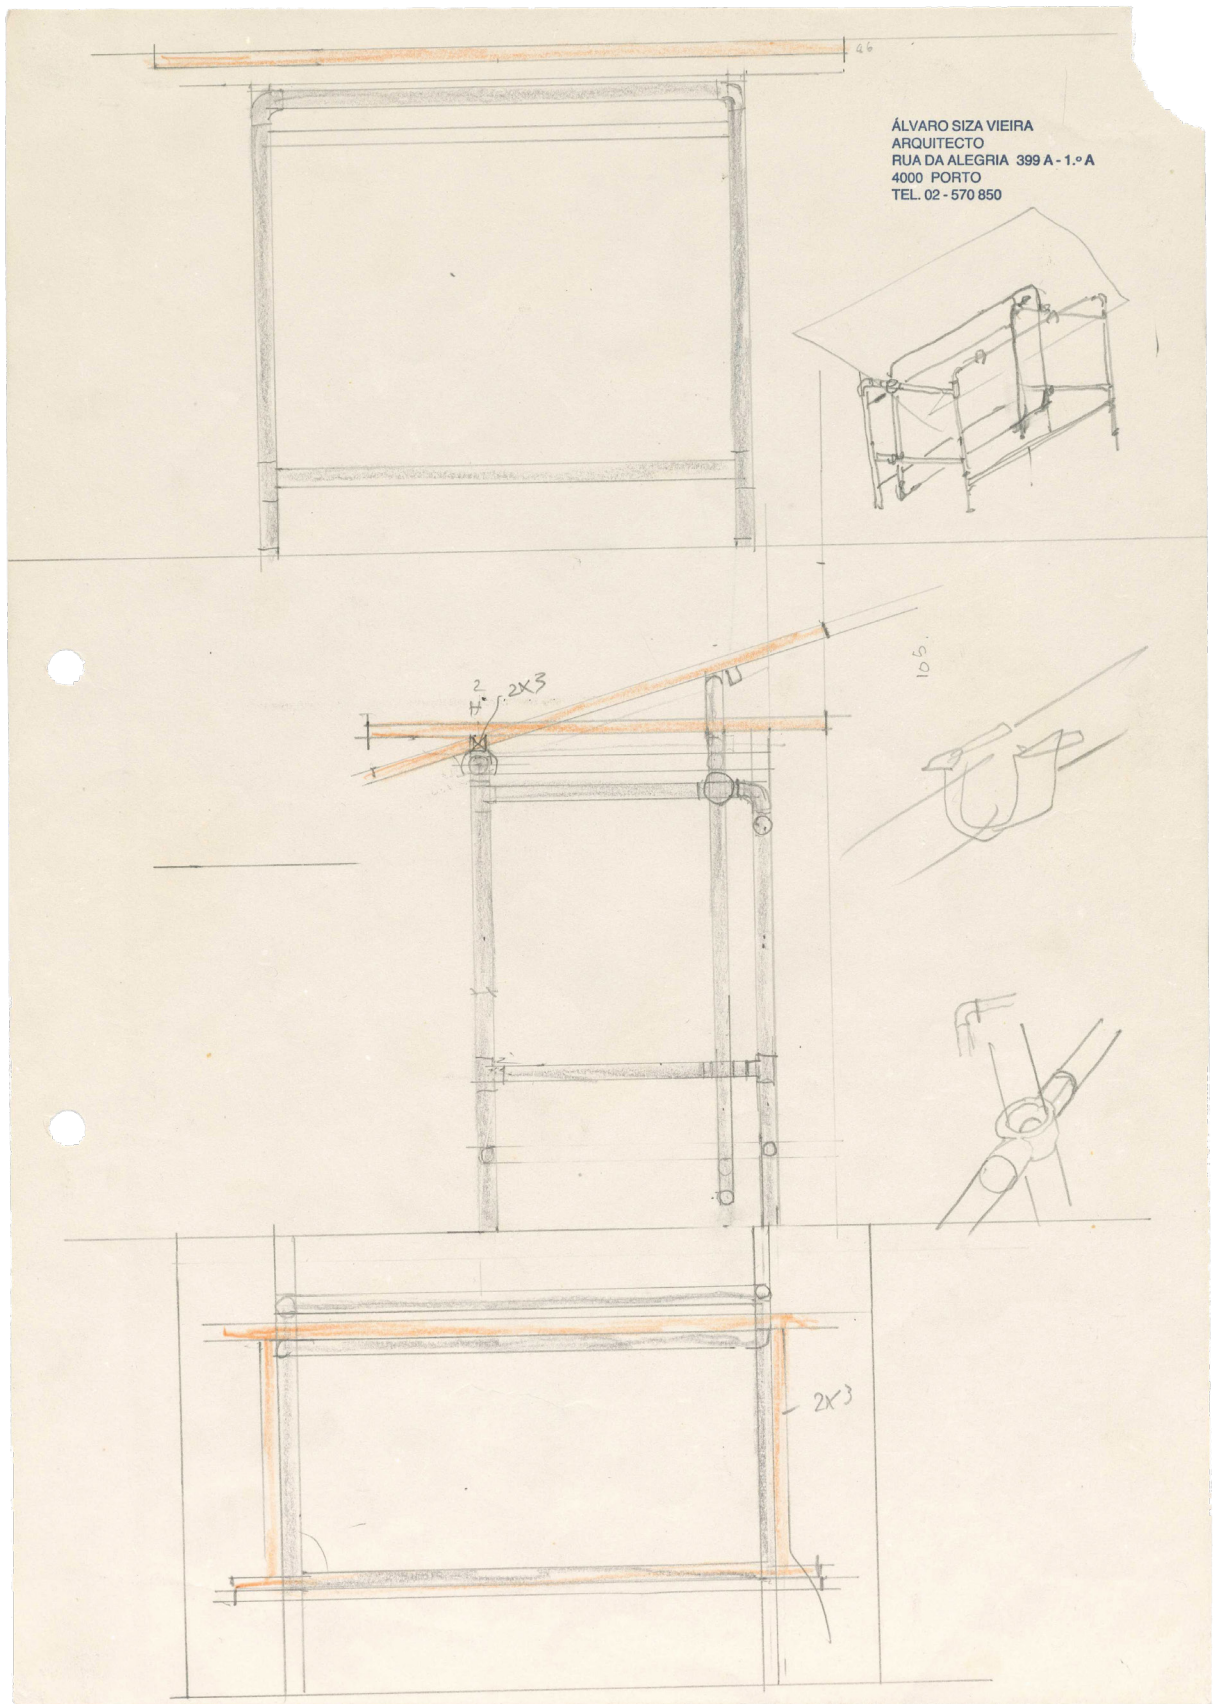 46
ÁLVARO SIZA VIEIRA
ARQUITECTO
RUA DA ALEGRIA 399 A - 1.º A
4000 PORTO
TEL. 02 - 570 850
105.
2
2X3
2X3